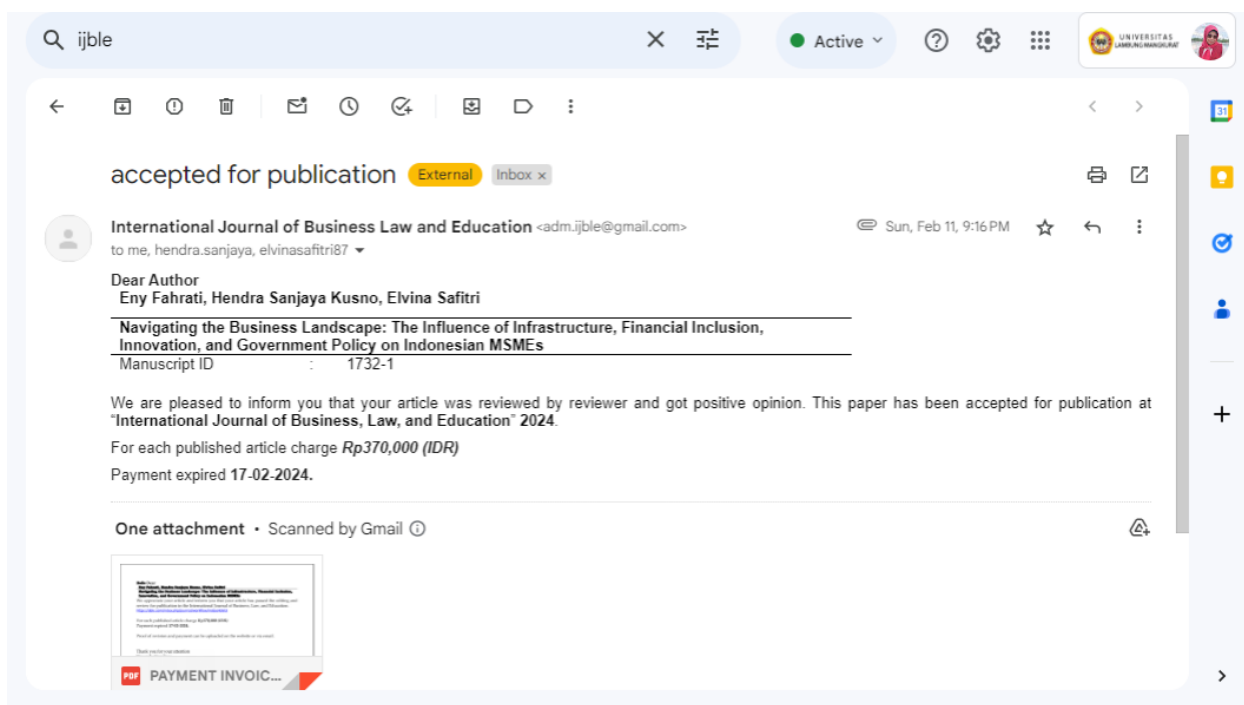 ijble
Active
UNIVERSITAS
LAMBUNG MANGKURAT
31
accepted for publication External Inbox ×
International Journal of Business Law and Education <adm.ijble@gmail.com>
Sun, Feb 11, 9:16 PM
to me, hendra.sanjaya, elvinasafitri87
Dear Author
Eny Fahrati, Hendra Sanjaya Kusno, Elvina Safitri
Navigating the Business Landscape: The Influence of Infrastructure, Financial Inclusion,
Innovation, and Government Policy on Indonesian MSMEs
Manuscript ID : 1732-1
We are pleased to inform you that your article was reviewed by reviewer and got positive opinion. This paper has been accepted for publication at
"International Journal of Business, Law, and Education" 2024.
For each published article charge Rp370,000 (IDR)
Payment expired 17-02-2024.
One attachment • Scanned by Gmail
PDF PAYMENT INVOIC...